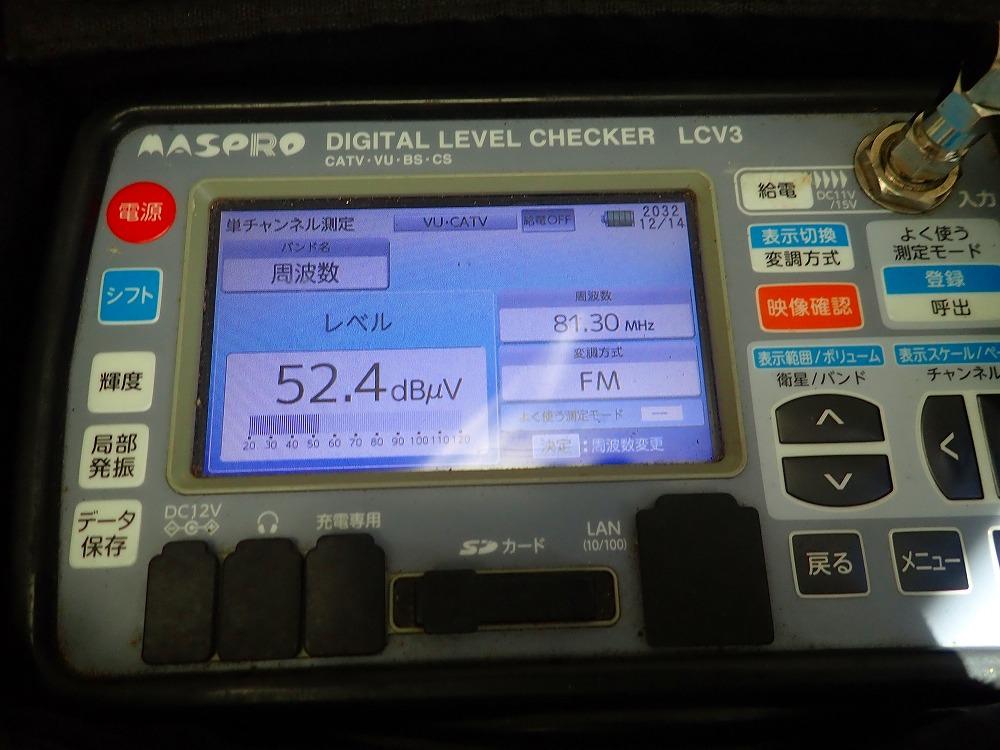 MASPRO DIGITAL LEVEL CHECKER LCV3
CATV・VU・BS・CS
電源
シフト
輝度
局部
発振
データ
保存
単チャンネル測定 VU・CATV 給電OFF 2032
12/14
バンド名
周波数
レベル
52.4dBμV
20 30 40 50 60 70 80 90 100 110 120
周波数
81.30 MHz
変調方式
FM
よく使う測定モード ---
決定:周波数変更
給電 DC11V
/15V
入力
表示切換
変調方式
よく使う
測定モード
登録
呼出
映像確認
表示範囲/ボリューム
衛星/バンド
表示スケール/ペ
チャンネル
戻る
メニュー
DC12V
充電専用
SDカード
LAN
(10/100)